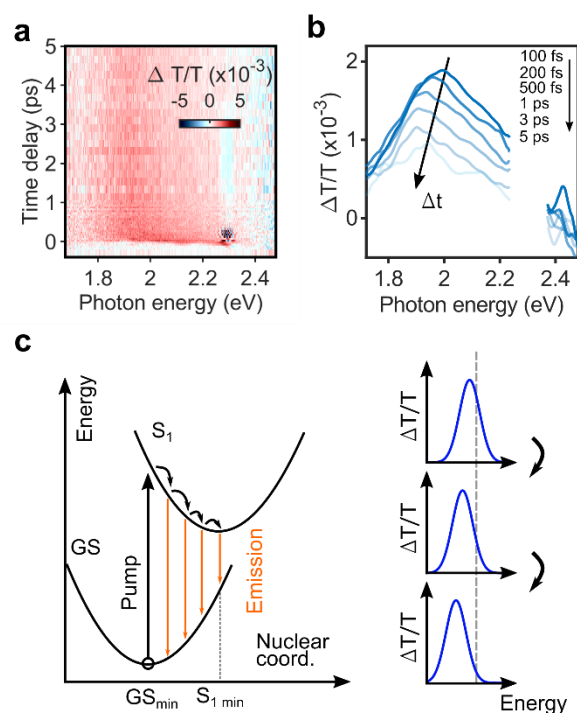 a
Δ T/T (x10-3)
-5 0 5
5
4
3
2
1
0
Time delay (ps)
1.8 2 2.2 2.4
Photon energy (eV)
b
100 fs
200 fs
500 fs
1 ps
3 ps
5 ps
2
1
0
ΔT/T (x10-3)
Δt
1.8 2 2.2 2.4
Photon energy (eV)
c
Energy
S1
GS
Pump
Emission
Nuclear
coord.
GSmin
S1 min
ΔT/T
ΔT/T
ΔT/T
Energy